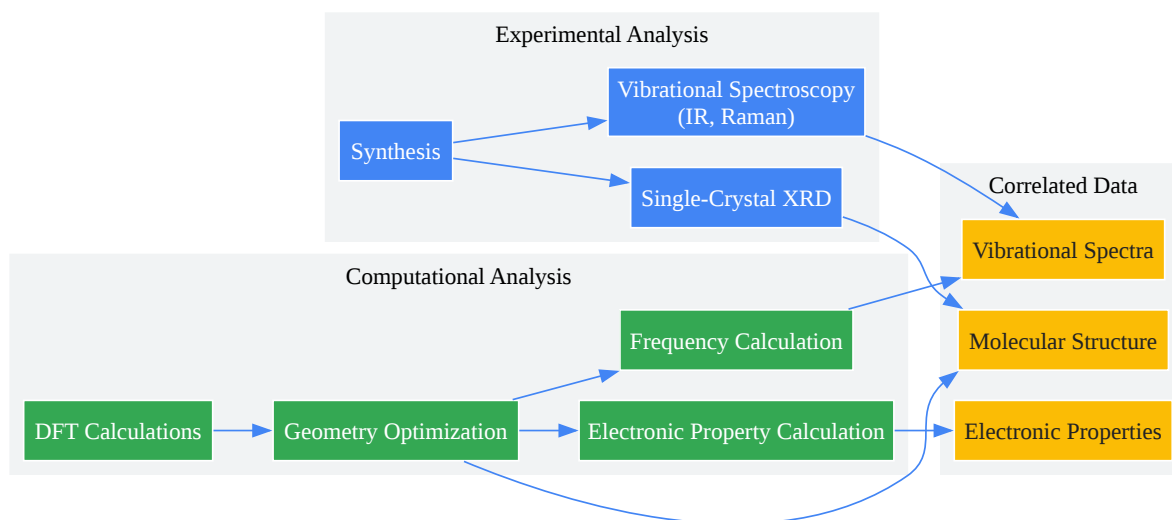 Experimental Analysis
Vibrational Spectroscopy
(IR, Raman)
Synthesis
Single-Crystal XRD
Correlated Data
Vibrational Spectra
Computational Analysis
Frequency Calculation
Molecular Structure
DFT Calculations
Geometry Optimization
Electronic Property Calculation
Electronic Properties